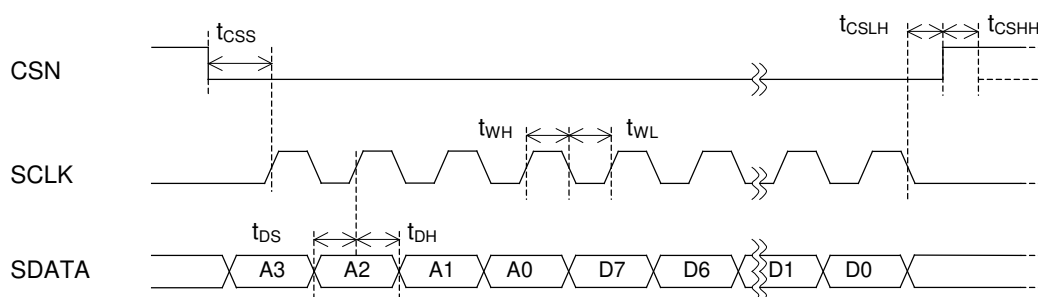 tCSS
tCSLH
tCSHH
CSN
tWH
tWL
SCLK
tDS
tDH
SDATA
A3
A2
A1
A0
D7
D6
D1
D0